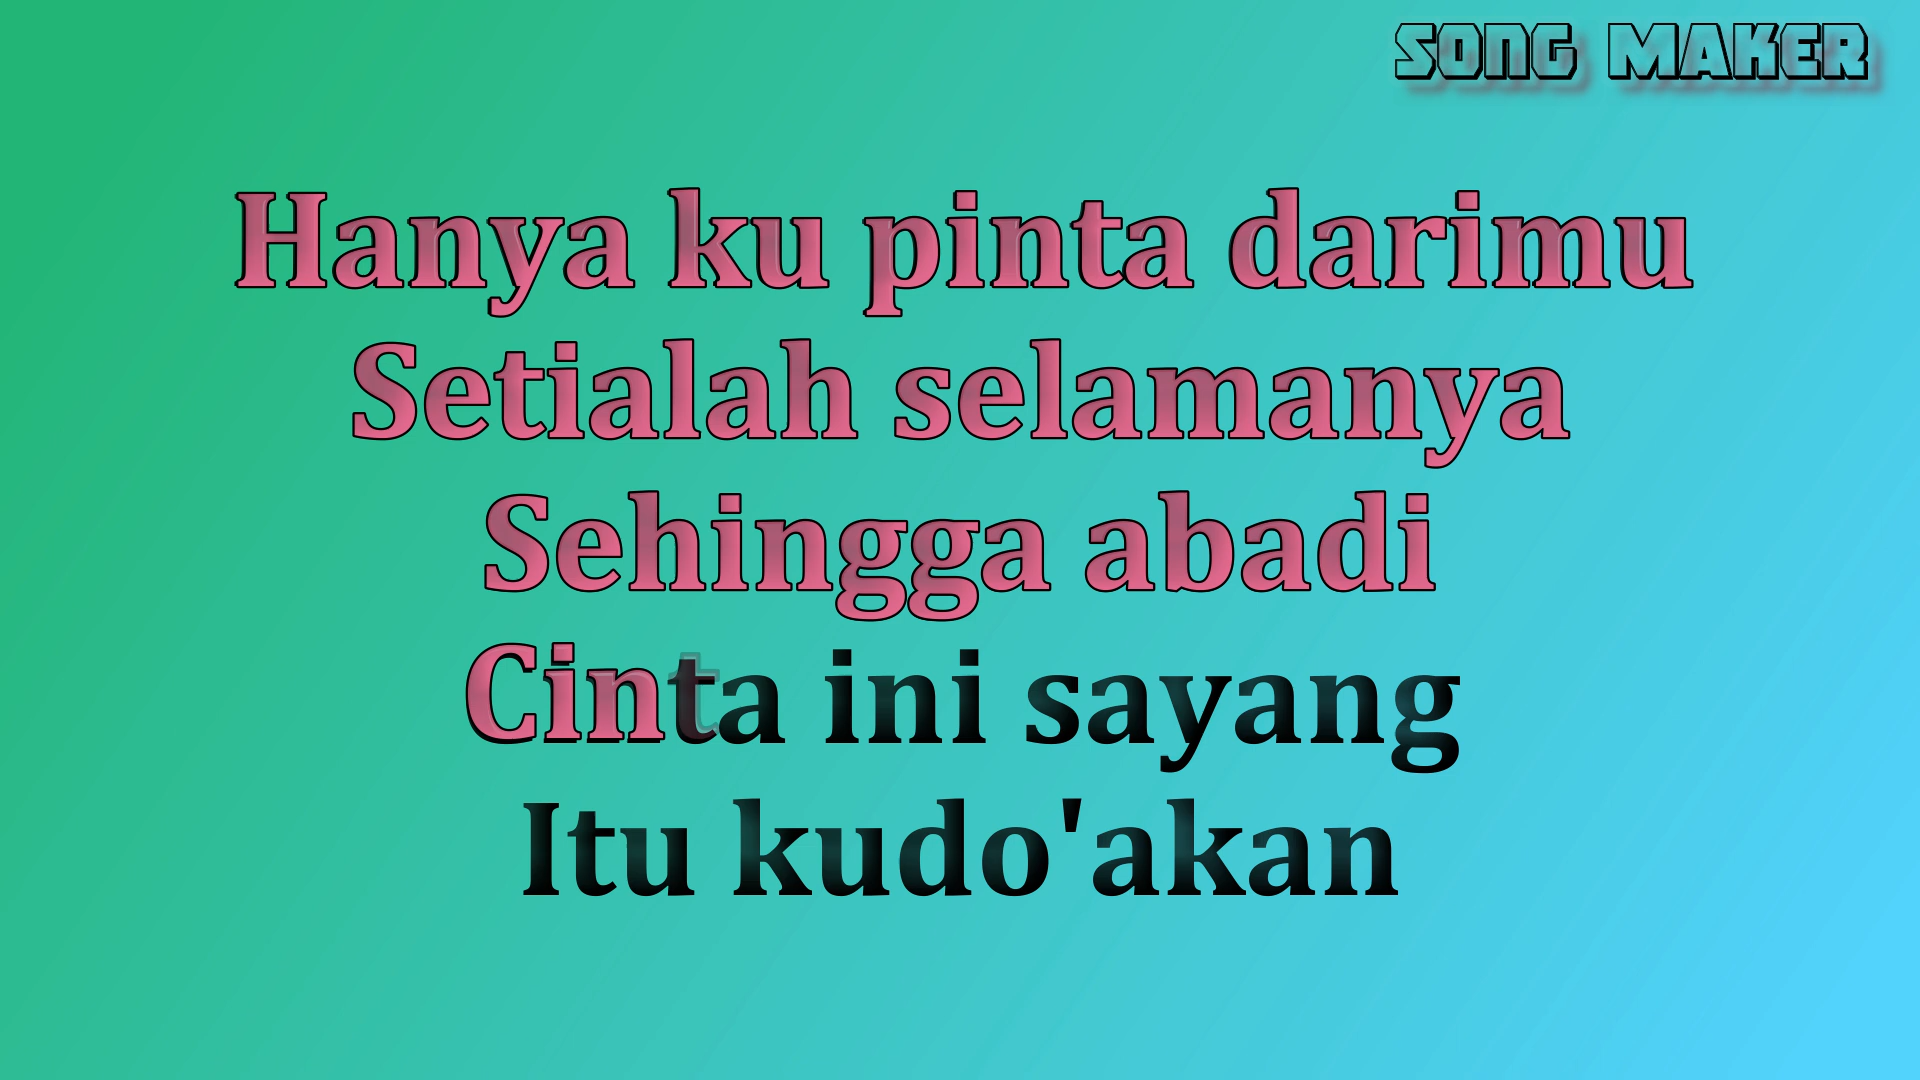 SONG MAKER
Hanya ku pinta darimu
Setialah selamanya
Sehingga abadi
Cinta ini sayang
Itu kudo'akan